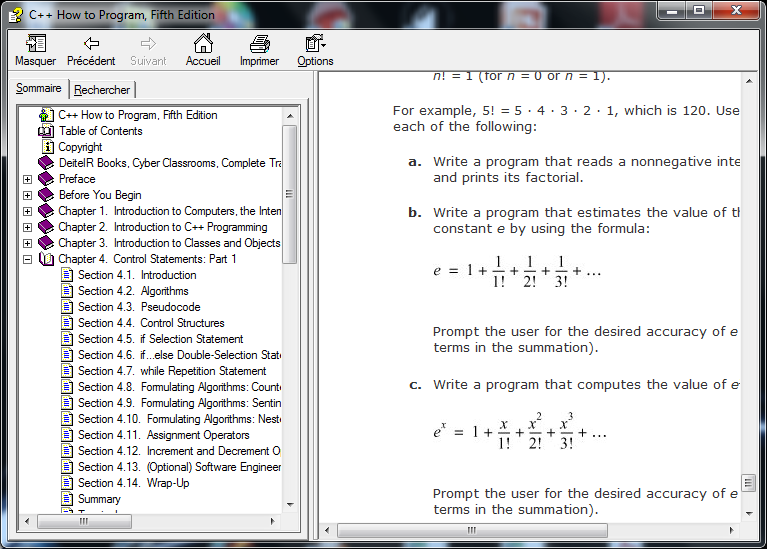 C++ How to Program, Fifth Edition
Masquer Précédent Suivant Accueil Imprimer Options
Sommaire Rechercher
C++ How to Program, Fifth Edition
Table of Contents
Copyright
DeitelR Books, Cyber Classrooms, Complete Tra
Preface
Before You Begin
Chapter 1. Introduction to Computers, the Intern
Chapter 2. Introduction to C++ Programming
Chapter 3. Introduction to Classes and Objects
Chapter 4. Control Statements: Part 1
Section 4.1. Introduction
Section 4.2. Algorithms
Section 4.3. Pseudocode
Section 4.4. Control Structures
Section 4.5. if Selection Statement
Section 4.6. if...else Double-Selection State
Section 4.7. while Repetition Statement
Section 4.8. Formulating Algorithms: Counte
Section 4.9. Formulating Algorithms: Sentin
Section 4.10. Formulating Algorithms: Neste
Section 4.11. Assignment Operators
Section 4.12. Increment and Decrement Op
Section 4.13. (Optional) Software Engineer
Section 4.14. Wrap-Up
Summary
n! = 1 (for n = 0 or n = 1).
For example, 5! = 5 · 4 · 3 · 2 · 1, which is 120. Use
each of the following:
a. Write a program that reads a nonnegative inte
and prints its factorial.
b. Write a program that estimates the value of th
constant e by using the formula:
e = 1 + 1/1! + 1/2! + 1/3! + ...
Prompt the user for the desired accuracy of e
terms in the summation).
c. Write a program that computes the value of e
e^x = 1 + x/1! + x^2/2! + x^3/3! + ...
Prompt the user for the desired accuracy of e
terms in the summation).